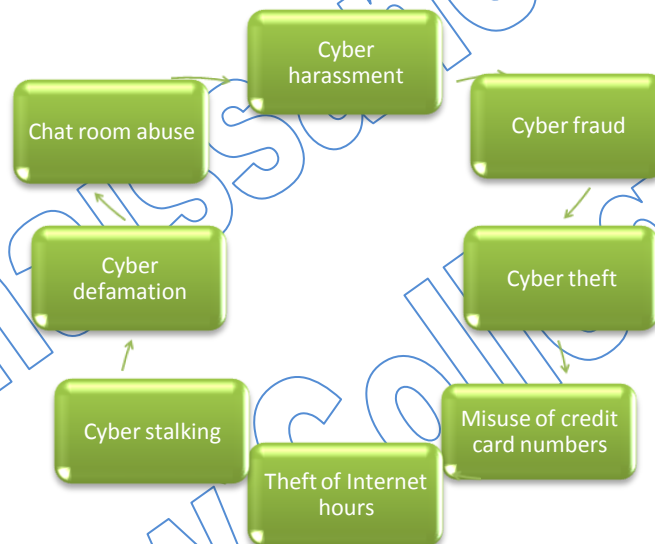 Cyber
harassment
Cyber fraud
Cyber theft
Misuse of credit
card numbers
Theft of Internet
hours
Cyber stalking
Cyber
defamation
Chat room abuse